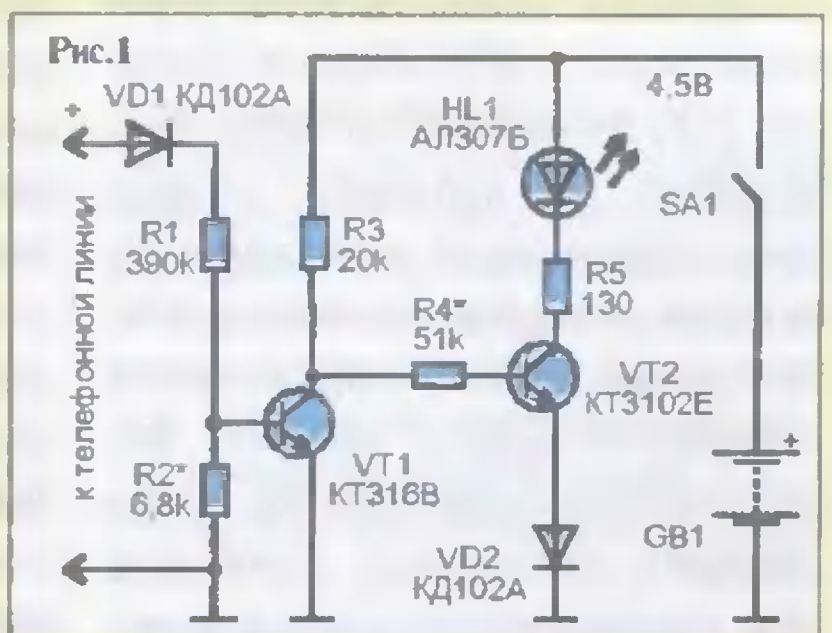 Рис.1
VD1 КД102А
+
к телефонной линии
R1
390k
R2*
6,8k
R3
20k
R4*
51k
VT1
КТ316В
HL1
АЛ307Б
R5
130
VT2
КТ3102Е
VD2
КД102А
4,5В
SA1
+
GB1